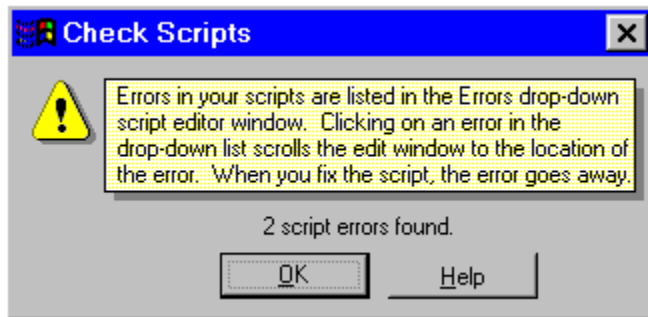 Check Scripts
Errors in your scripts are listed in the Errors drop-down
script editor window.  Clicking on an error in the
drop-down list scrolls the edit window to the location of
the error.  When you fix the script, the error goes away.
2 script errors found.
OK
Help